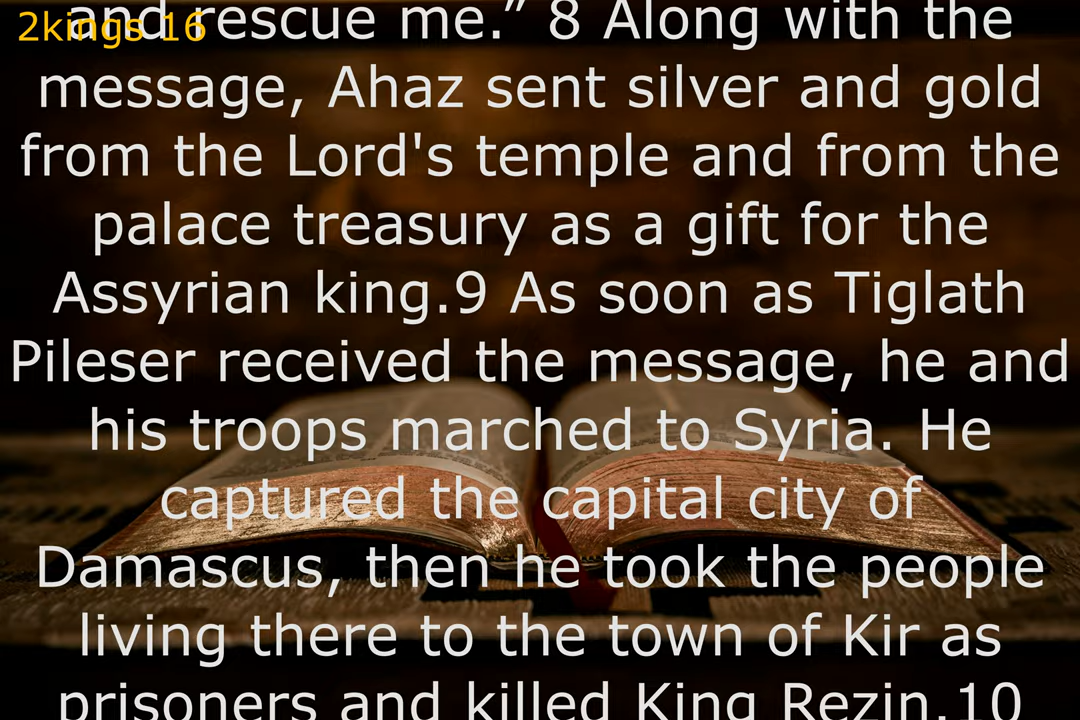 2kings 16
and rescue me.” 8 Along with the
message, Ahaz sent silver and gold
from the Lord's temple and from the
palace treasury as a gift for the
Assyrian king.9 As soon as Tiglath
Pileser received the message, he and
his troops marched to Syria. He
captured the capital city of
Damascus, then he took the people
living there to the town of Kir as
prisoners and killed King Rezin.10